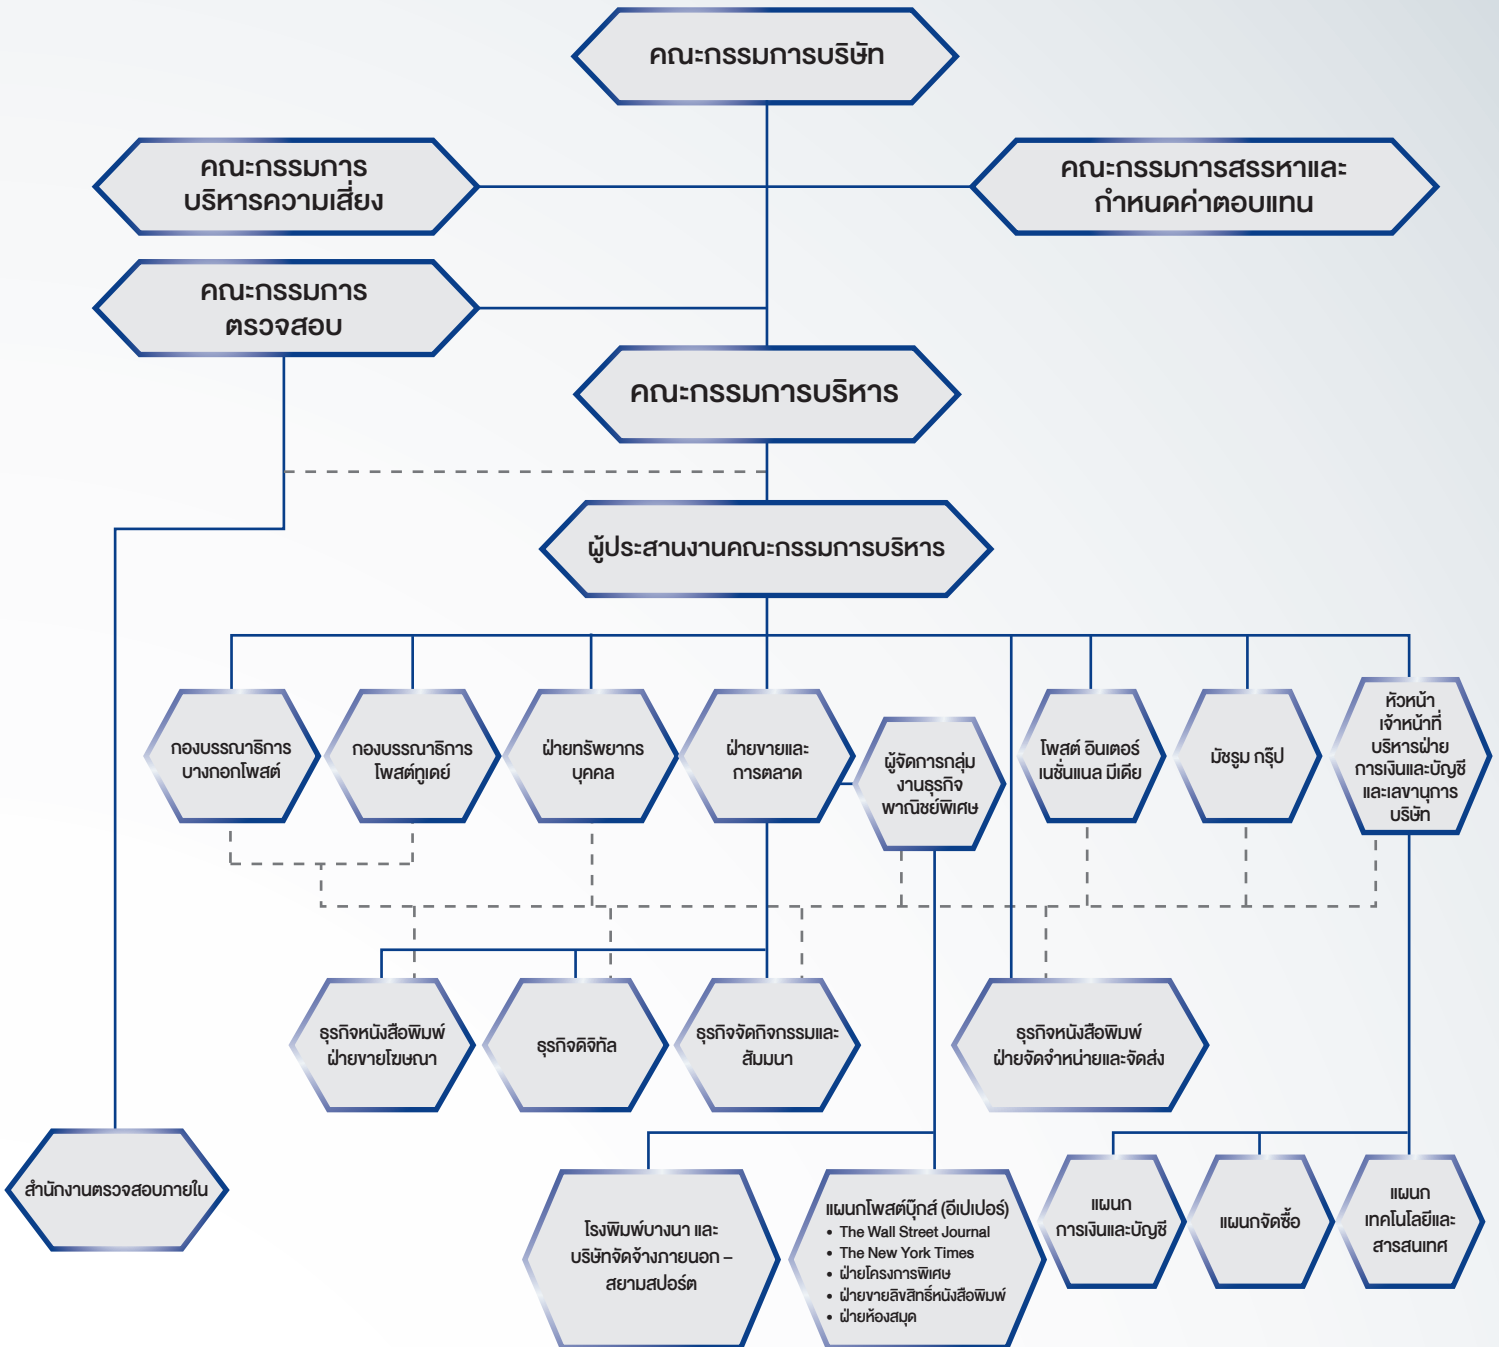 คณะกรรมการบริษัท
คณะกรรมการ
บริหารความเสี่ยง
คณะกรรมการสรรหาและ
กำหนดค่าตอบแทน
คณะกรรมการ
ตรวจสอบ
คณะกรรมการบริหาร
ผู้ประสานงานคณะกรรมการบริหาร
กองบรรณาธิการ
บางกอกโพสต์
กองบรรณาธิการ
โพสต์ทูเดย์
ฝ่ายทรัพยากร
บุคคล
ฝ่ายขายและ
การตลาด
ผู้จัดการกลุ่ม
งานธุรกิจ
พาณิชย์พิเศษ
โพสต์ อินเตอร์
เนชั่นแนล มีเดีย
มัชรูม กรุ๊ป
หัวหน้า
เจ้าหน้าที่
บริหารฝ่าย
การเงินและบัญชี
และเลขานุการ
บริษัท
ธุรกิจหนังสือพิมพ์
ฝ่ายขายโฆษณา
ธุรกิจดิจิทัล
ธุรกิจจัดกิจกรรมและ
สัมมนา
ธุรกิจหนังสือพิมพ์
ฝ่ายจัดจำหน่ายและจัดส่ง
สำนักงานตรวจสอบภายใน
โรงพิมพ์บางนา และ
บริษัทจัดจ้างภายนอก –
สยามสปอร์ต
แผนกโพสต์บุ๊กส์ (อีเปเปอร์)
• The Wall Street Journal
• The New York Times
• ฝ่ายโครงการพิเศษ
• ฝ่ายขายลิขสิทธิ์หนังสือพิมพ์
• ฝ่ายห้องสมุด
แผนก
การเงินและบัญชี
แผนกจัดซื้อ
แผนก
เทคโนโลยีและ
สารสนเทศ